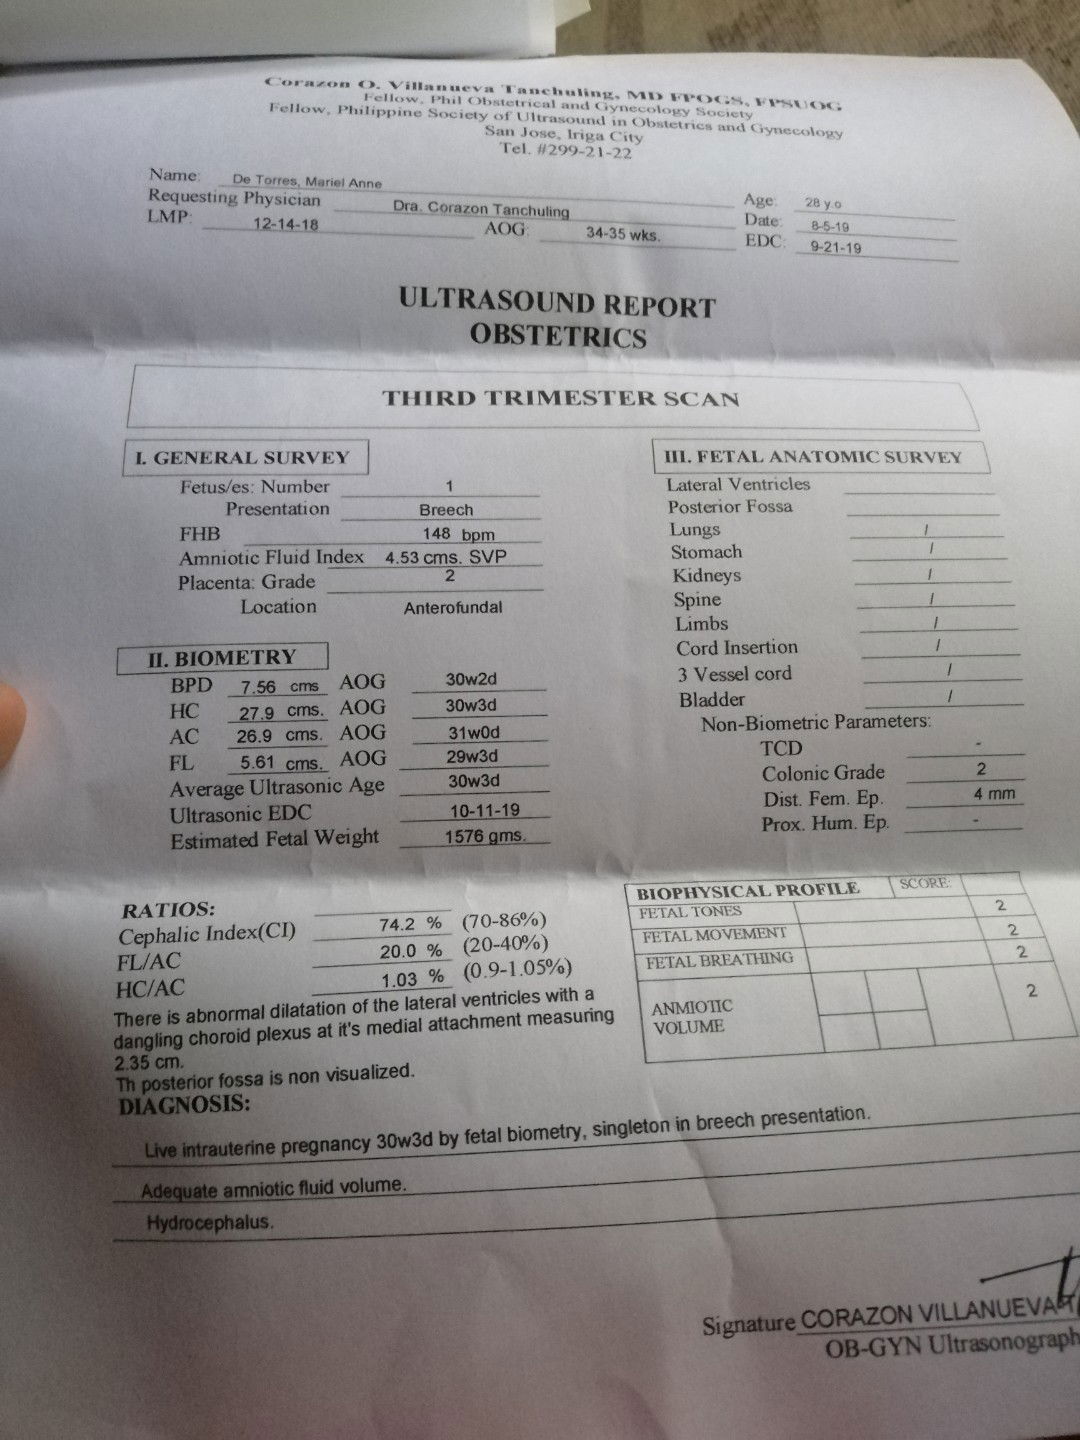 Corazon O. Villanueva Tanchuling, MD FPOGS, FPSUOG
Fellow, Phil Obstetrical and Gynecology Society
Fellow, Philippine Society of Ultrasound in Obstetrics and Gynecology
San Jose, Iriga City
Tel. #299-21-22
Name: De Torres, Mariel Anne
Age: 28 y.o
Requesting Physician Dra. Corazon Tanchuling
Date: 8-5-19
LMP: 12-14-18 AOG: 34-35 wks.
EDC: 9-21-19
ULTRASOUND REPORT
OBSTETRICS
THIRD TRIMESTER SCAN
I. GENERAL SURVEY
Fetus/es: Number 1
Presentation Breech
FHB 148 bpm
Amniotic Fluid Index 4.53 cms. SVP
Placenta: Grade 2
Location Anterofundal
II. BIOMETRY
BPD 7.56 cms AOG 30w2d
HC 27.9 cms. AOG 30w3d
AC 26.9 cms. AOG 31w0d
FL 5.61 cms. AOG 29w3d
Average Ultrasonic Age 30w3d
Ultrasonic EDC 10-11-19
Estimated Fetal Weight 1576 gms.
III. FETAL ANATOMIC SURVEY
Lateral Ventricles
Posterior Fossa
Lungs /
Stomach /
Kidneys /
Spine /
Limbs /
Cord Insertion /
3 Vessel cord /
Bladder /
Non-Biometric Parameters:
TCD -
Colonic Grade 2
Dist. Fem. Ep. 4 mm
Prox. Hum. Ep. -
RATIOS:
Cephalic Index(CI) 74.2 % (70-86%)
FL/AC 20.0 % (20-40%)
HC/AC 1.03 % (0.9-1.05%)
There is abnormal dilatation of the lateral ventricles with a
dangling choroid plexus at it's medial attachment measuring
2.35 cm.
Th posterior fossa is non visualized.
BIOPHYSICAL PROFILE SCORE:
FETAL TONES 2
FETAL MOVEMENT 2
FETAL BREATHING 2
ANMIOTIC
VOLUME 2
DIAGNOSIS:
Live intrauterine pregnancy 30w3d by fetal biometry, singleton in breech presentation.
Adequate amniotic fluid volume.
Hydrocephalus.
Signature CORAZON VILLANUEVA
OB-GYN Ultrasonograph